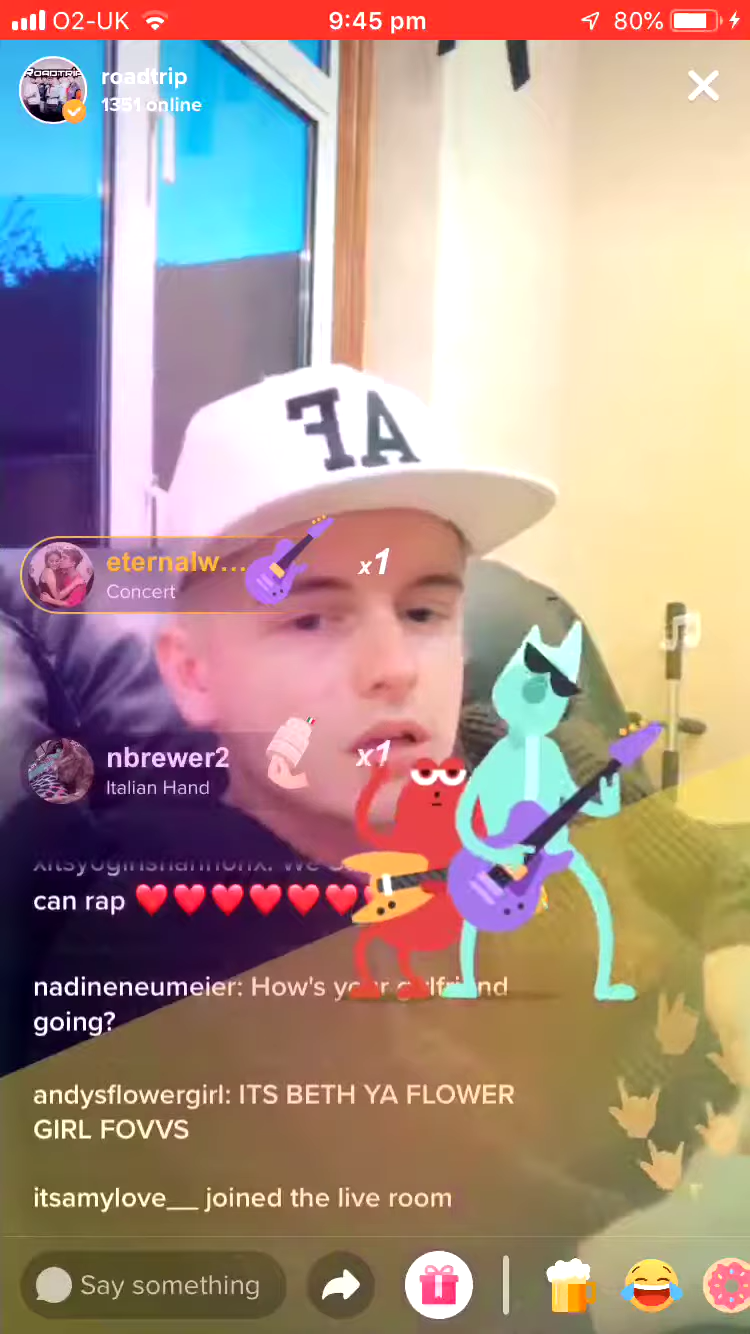 O2-UK 9:45 pm 80%
ROADTRIP
roadtrip
1351 online
AF
eternalw... x1
Concert
nbrewer2 x1
Italian Hand
can rap ❤️❤️❤️❤️❤️❤️
nadineneumeier: How's your girlfriend
going?
andysflowergirl: ITS BETH YA FLOWER
GIRL FOVVS
itsamylove__ joined the live room
Say something